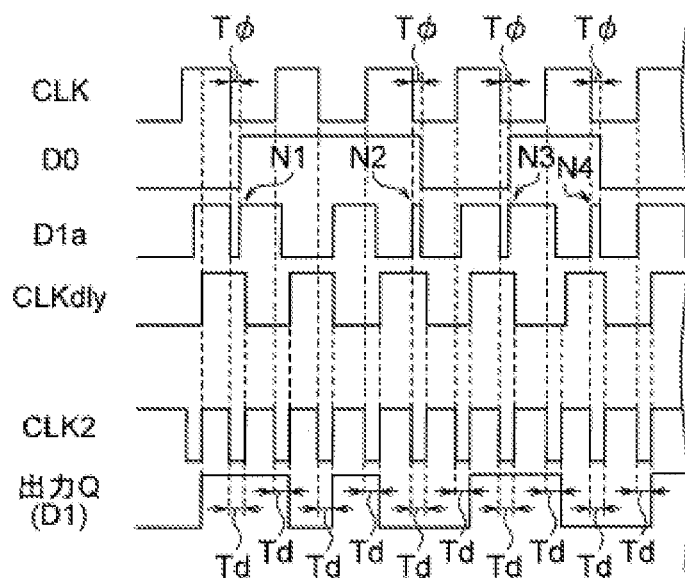 Tφ Tφ Tφ Tφ
CLK
D0
N1 N2 N3 N4
D1a
CLKdly
CLK2
出力Q
(D1)
Td Td Td Td Td Td Td Td Td Td